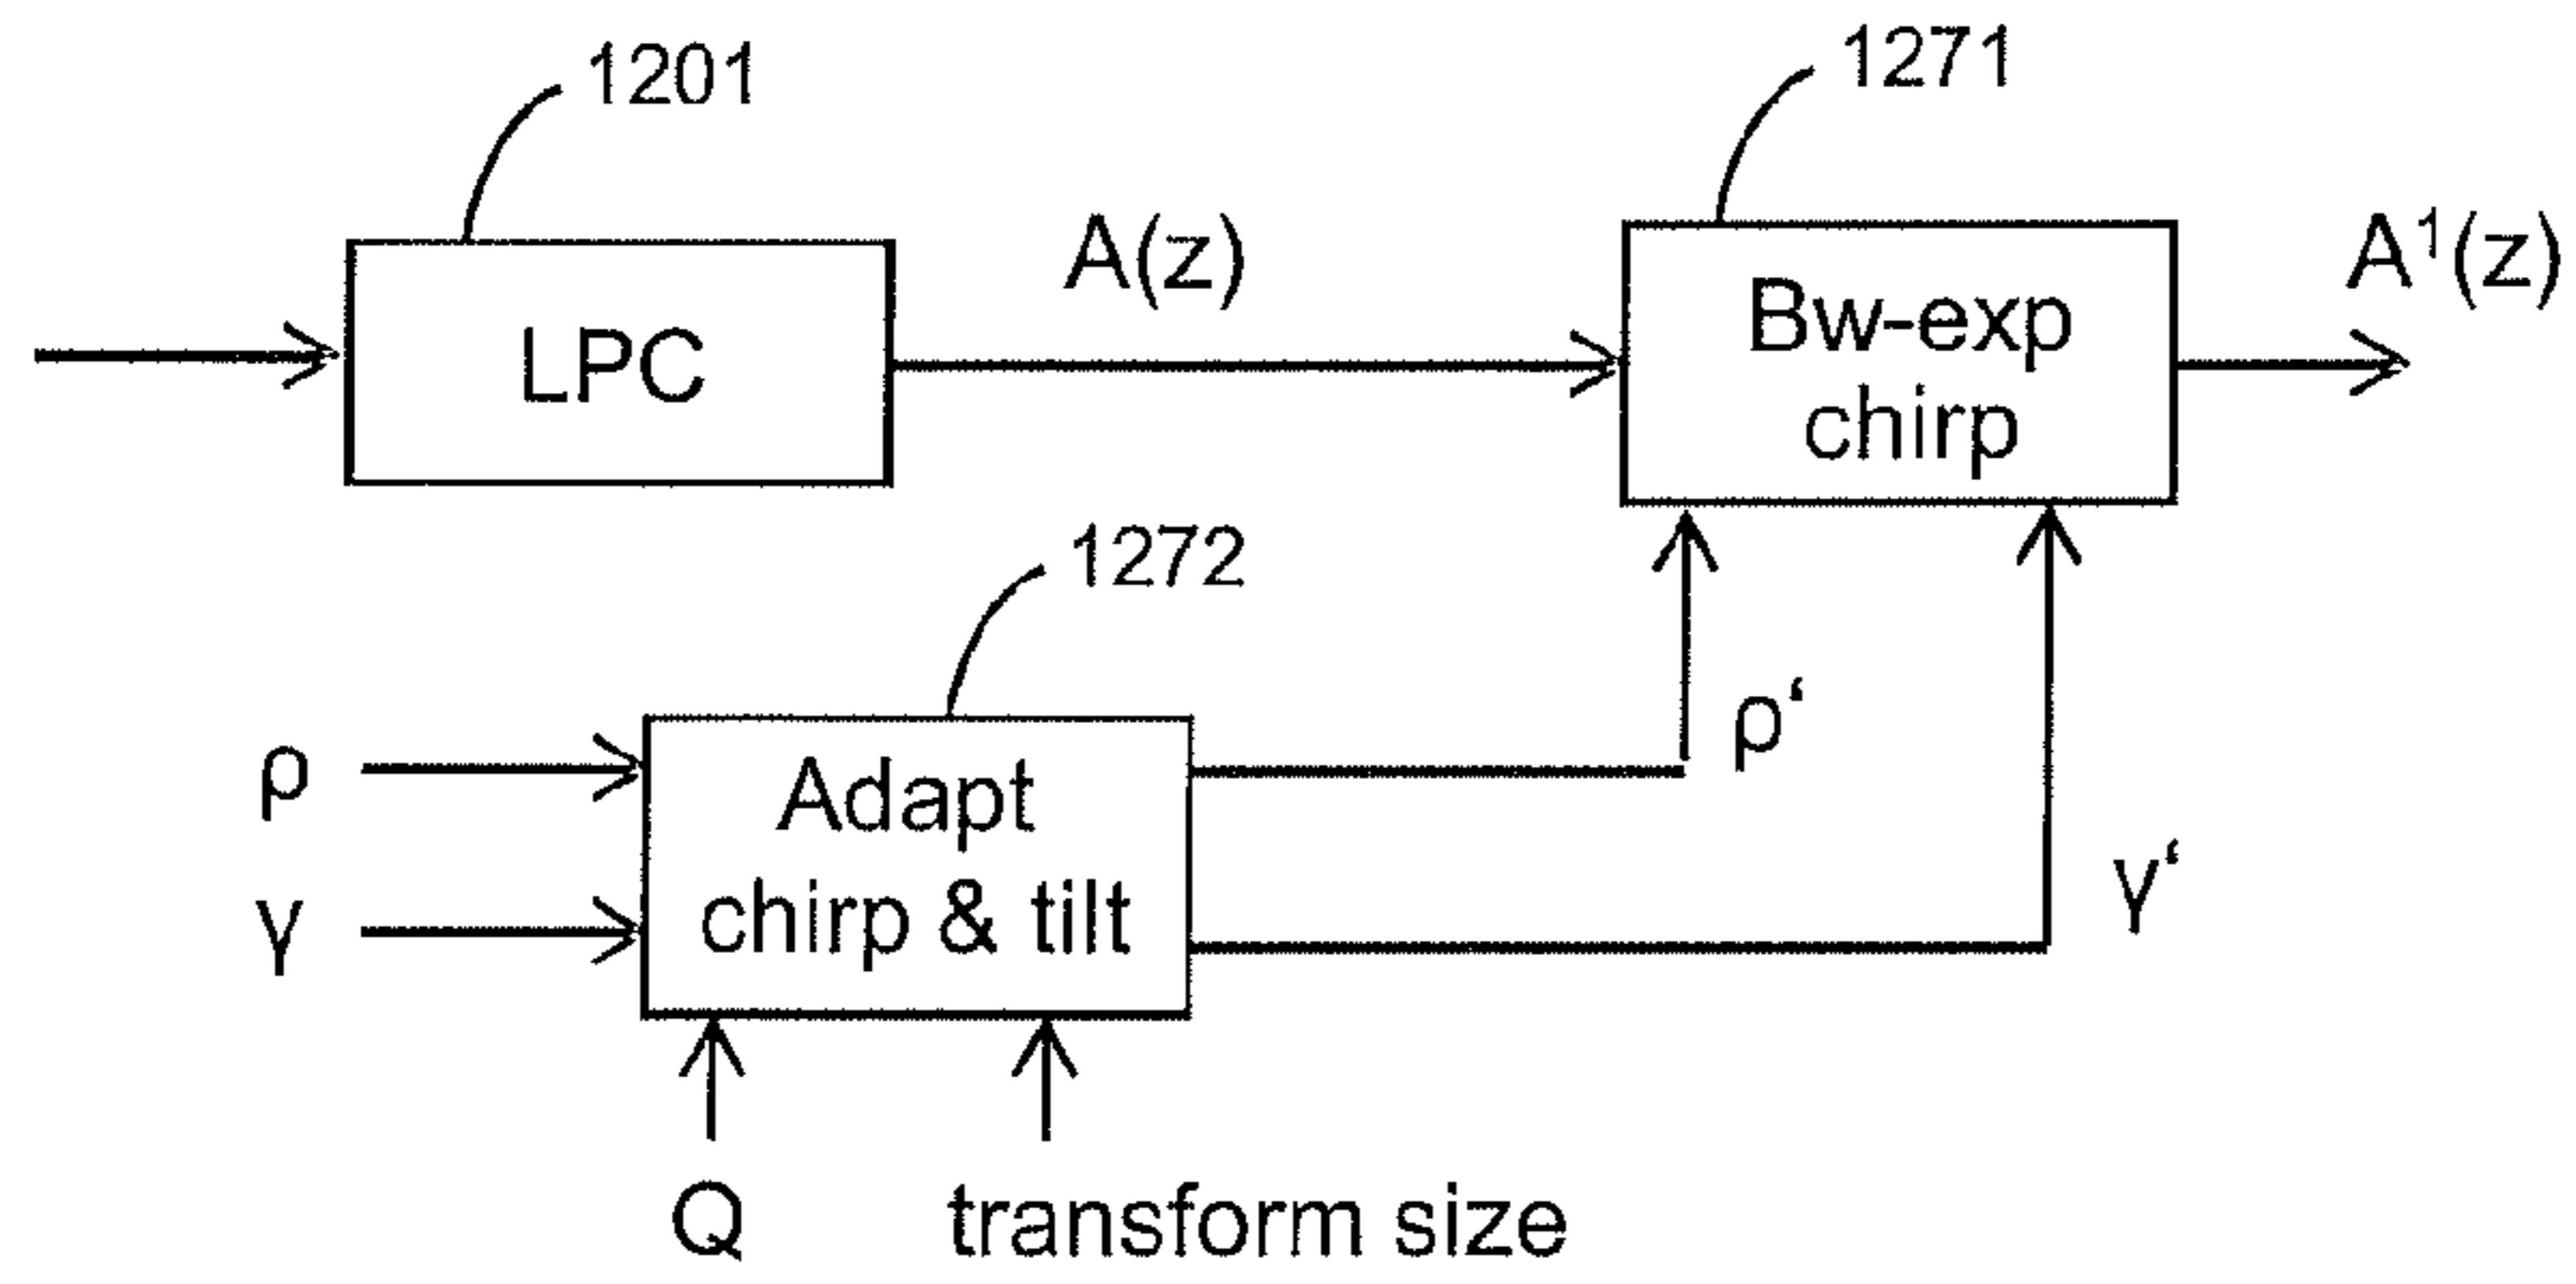 1201
1271
A(z)
A¹(z)
LPC
Bw-exp
chirp
1272
ρ
ρ‘
Adapt
chirp & tilt
γ
γ‘
Q
transform size